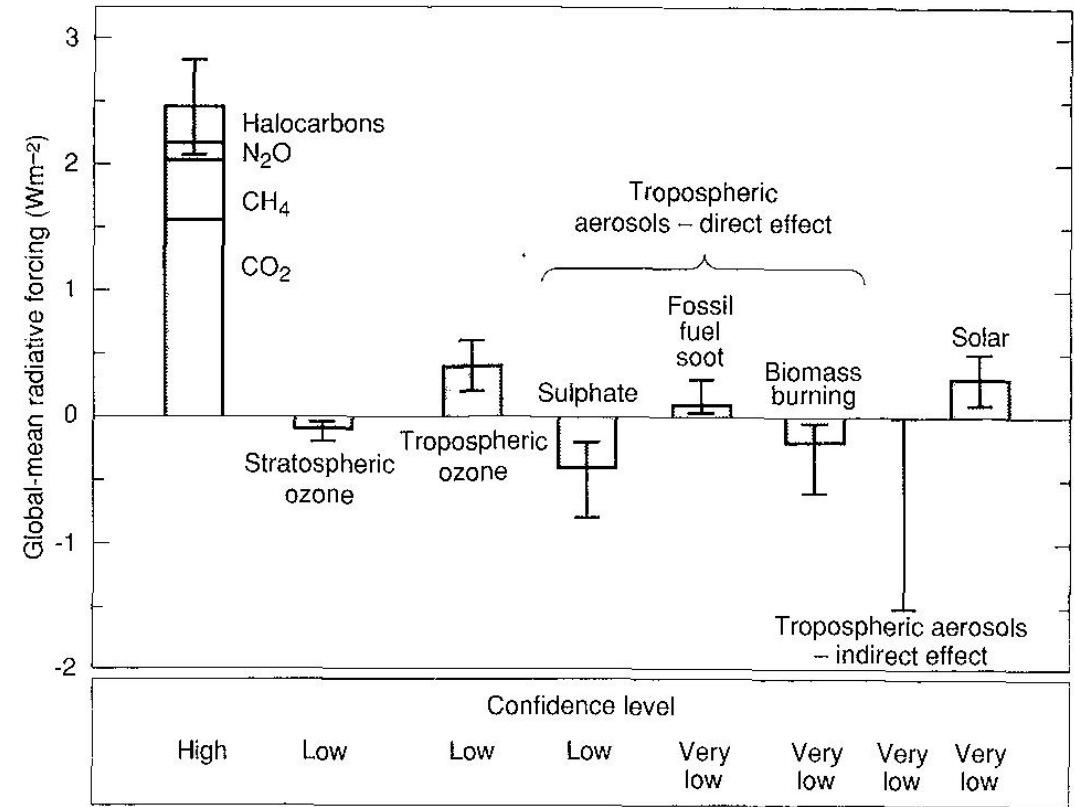 3
2
1
0
-1
-2
Global-mean radiative forcing (Wm⁻²)
Halocarbons
N₂O
CH₄
CO₂
Stratospheric
ozone
Tropospheric
ozone
Tropospheric
aerosols – direct effect
Sulphate
Fossil
fuel
soot
Biomass
burning
Tropospheric aerosols
– indirect effect
Solar
Confidence level
High
Low
Low
Low
Very
low
Very
low
Very
low
Very
low